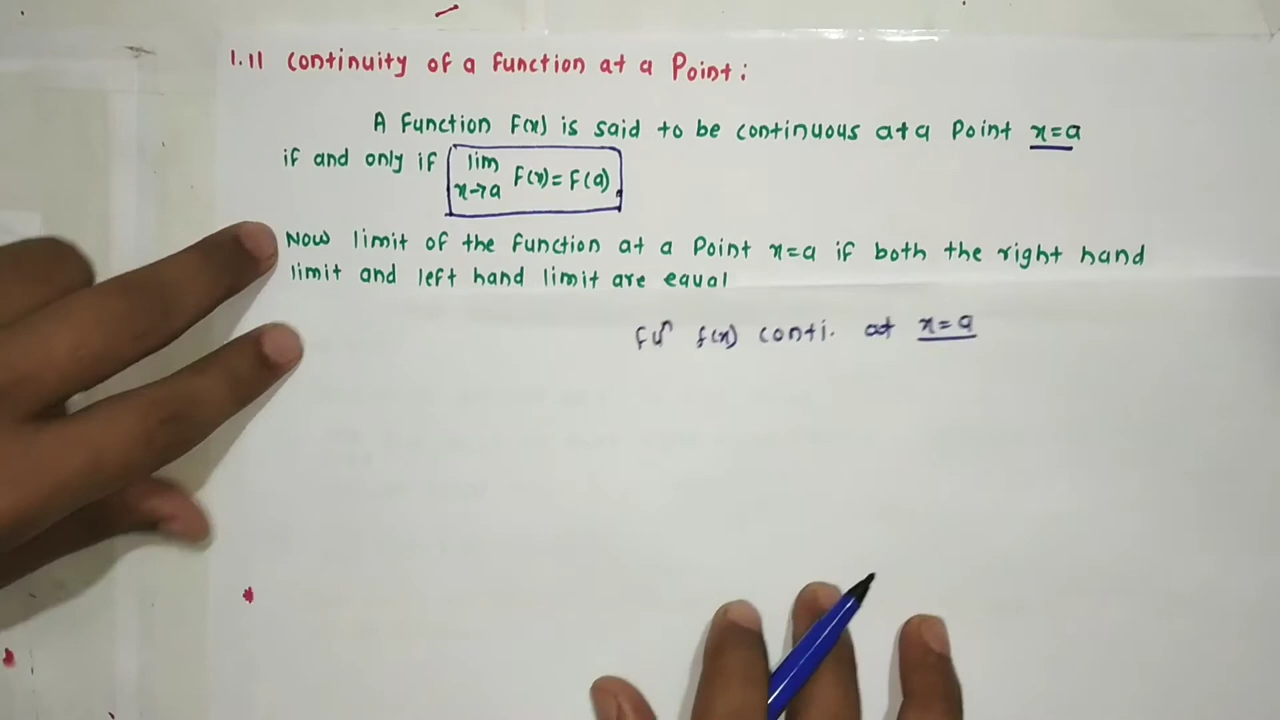 1.11 Continuity of a Function at a Point:
A Function F(x) is said to be continuous at a Point x=a
if and only if lim x→a F(x)=F(a).
Now limit of the function at a Point x=a if both the right hand
limit and left hand limit are equal
f(x) conti. at x=a